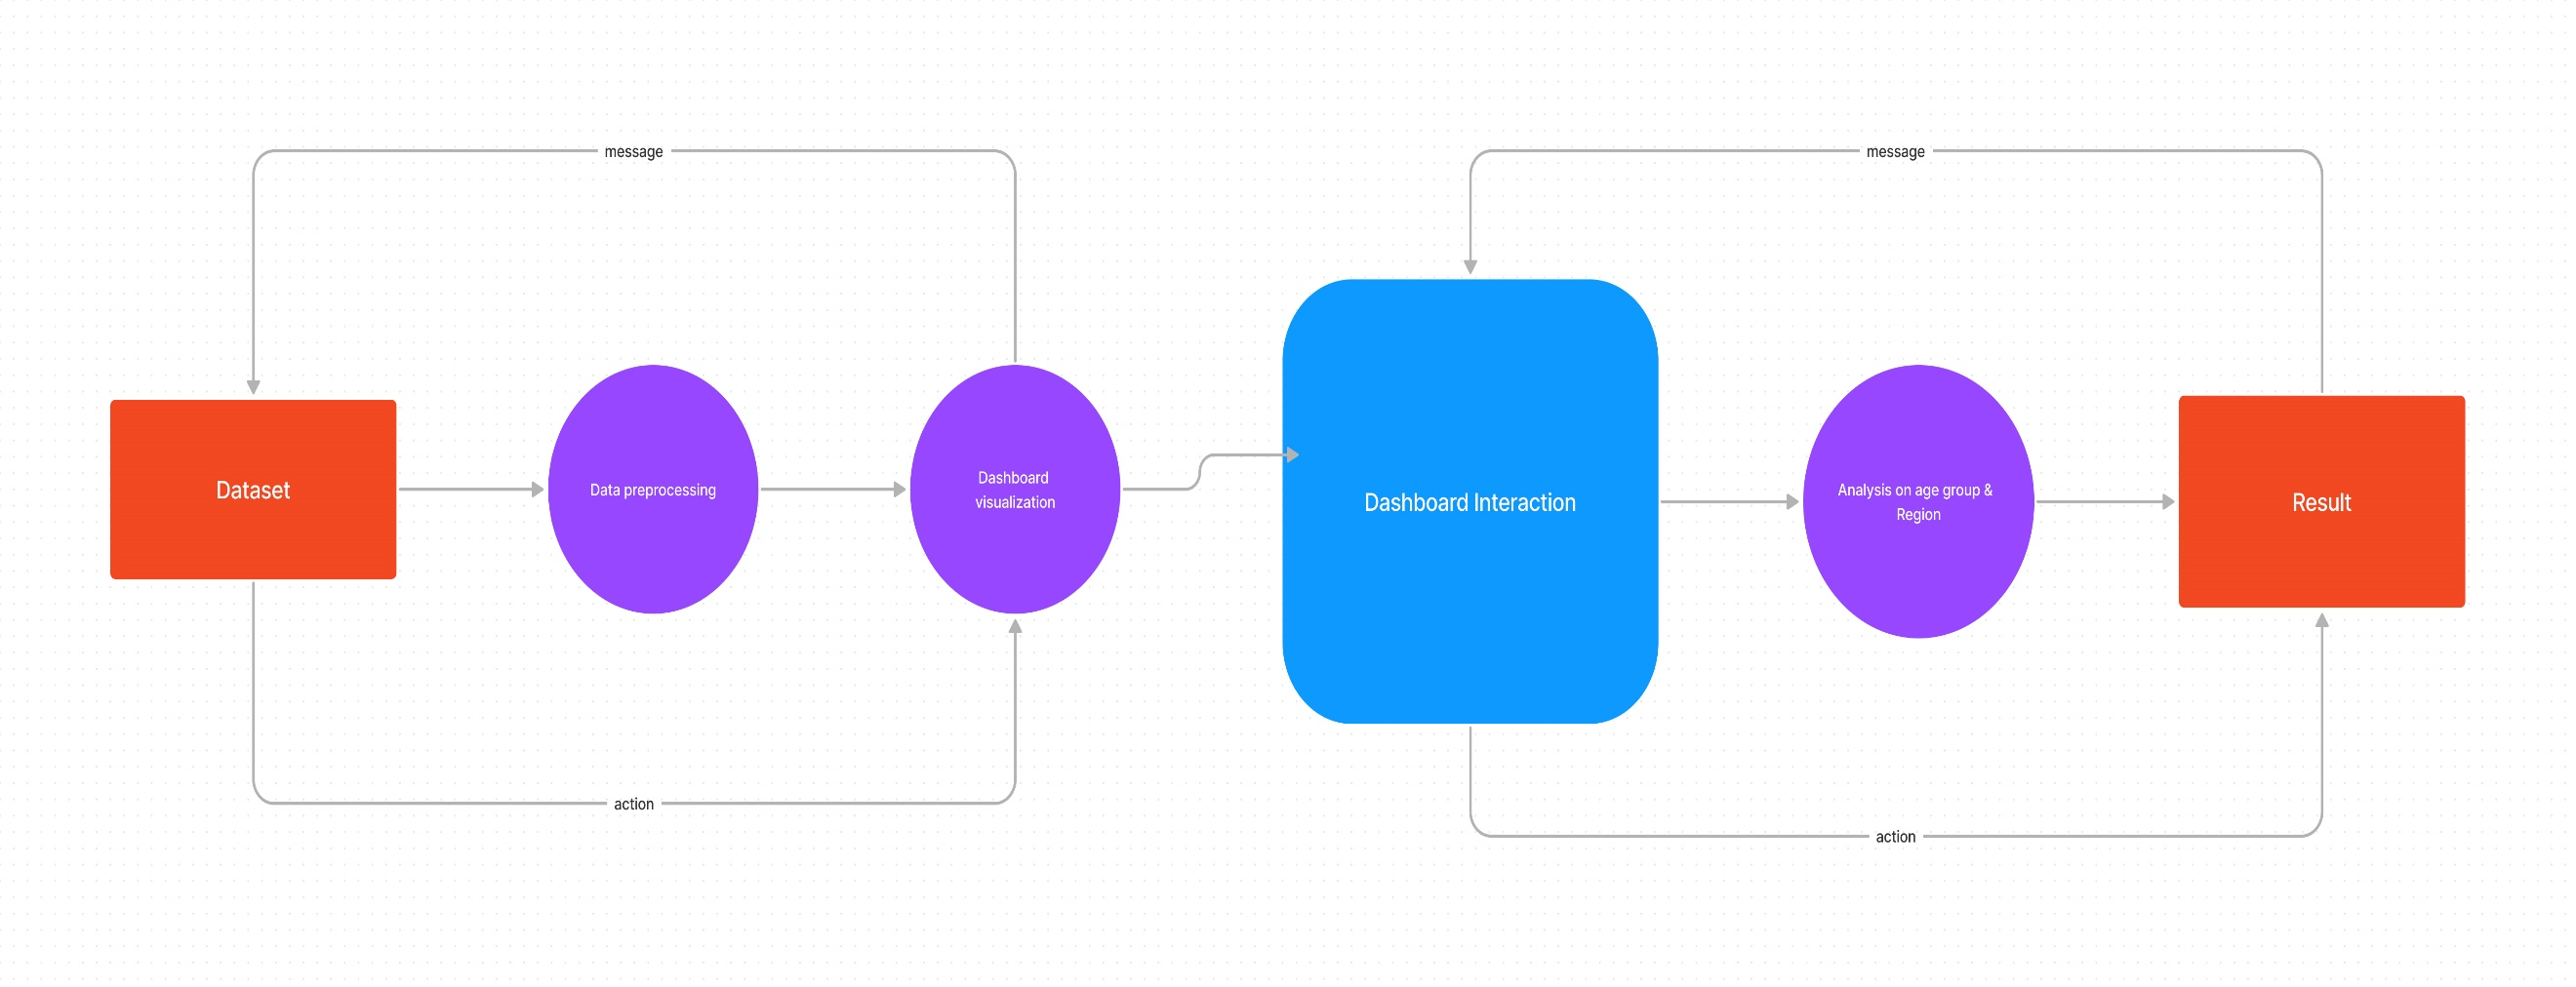 message
message
Dataset
Data preprocessing
Dashboard
visualization
Dashboard Interaction
Analysis on age group &
Region
Result
action
action